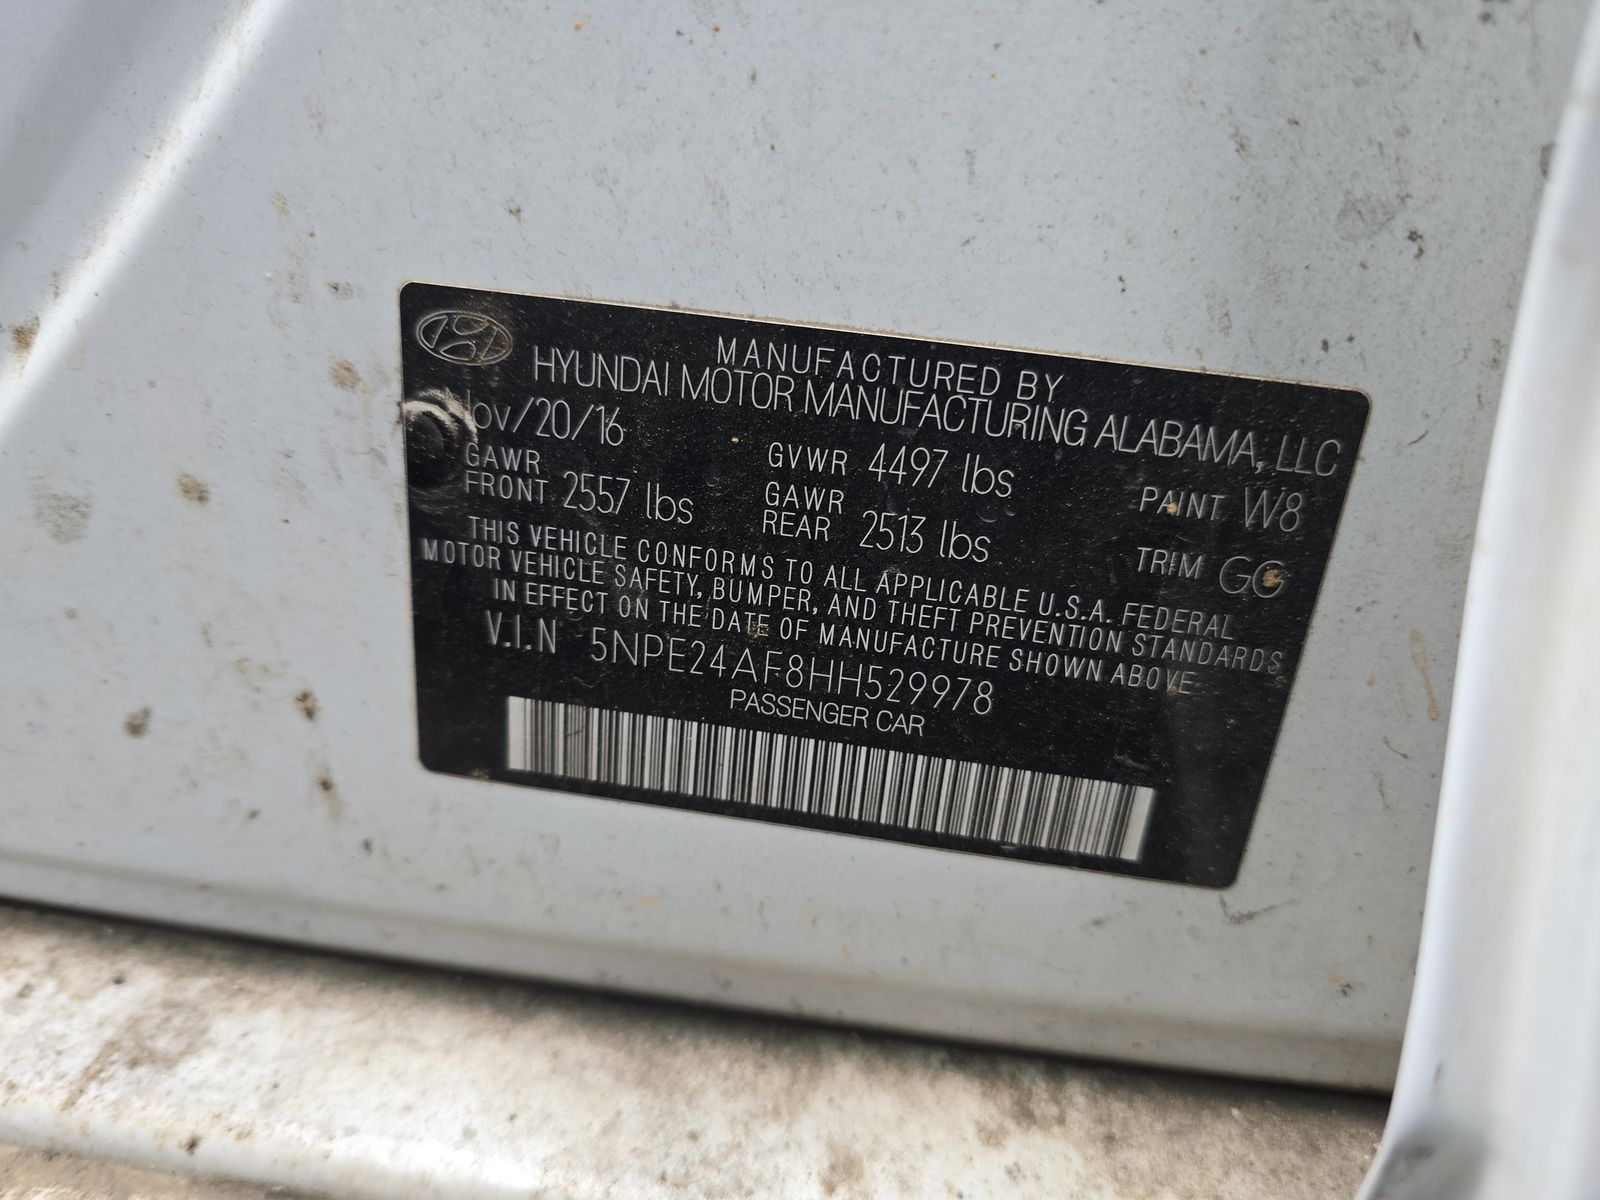 MANUFACTURED BY
HYUNDAI MOTOR MANUFACTURING ALABAMA, LLC
ov/20/16
GVWR 4497 lbs
PAINT W8
GAWR
FRONT 2557 lbs
GAWR
REAR 2513 lbs
TRIM
THIS VEHICLE CONFORMS TO ALL APPLICABLE U.S.A. FEDERAL
MOTOR VEHICLE SAFETY, BUMPER, AND THEFT PREVENTION STANDARDS
IN EFFECT ON THE DATE OF MANUFACTURE SHOWN ABOVE
V.I.N 5NPE24AF8HH529978
PASSENGER CAR